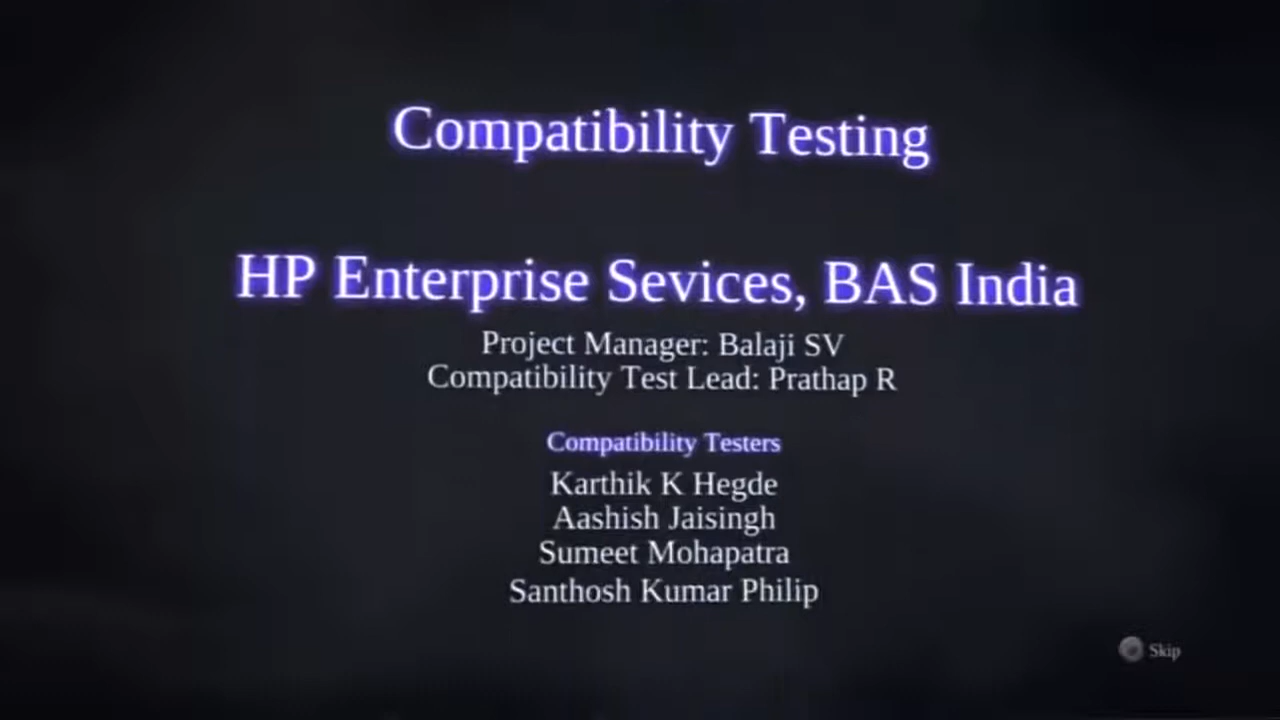 Compatibility Testing
HP Enterprise Sevices, BAS India
Project Manager: Balaji SV
Compatibility Test Lead: Prathap R
Compatibility Testers
Karthik K Hegde
Aashish Jaisingh
Sumeet Mohapatra
Santhosh Kumar Philip
Skip